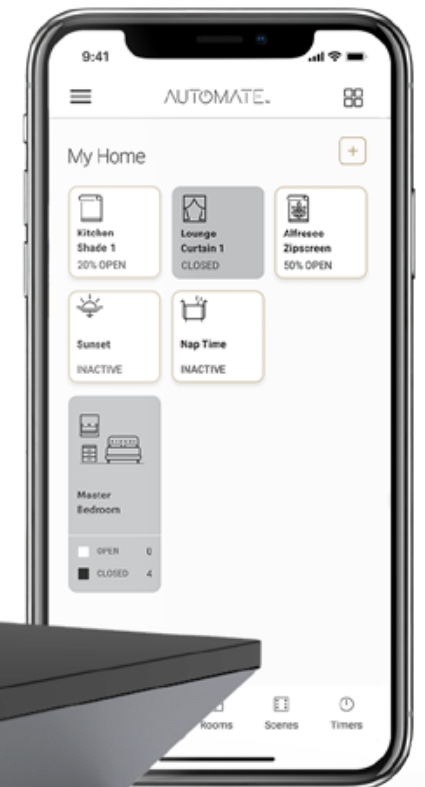 9:41
AUTOMATE.
My Home
+
Kitchen
Shade 1
20% OPEN
Lounge
Curtain 1
CLOSED
Alfresco
Zipscreen
50% OPEN
Sunset
INACTIVE
Nap Time
INACTIVE
Master
Bedroom
OPEN 0
CLOSED 4
Rooms Scenes Timers